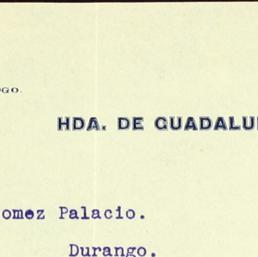 GO.
HDA. DE GUADALU
omez Palacio.
Durango.